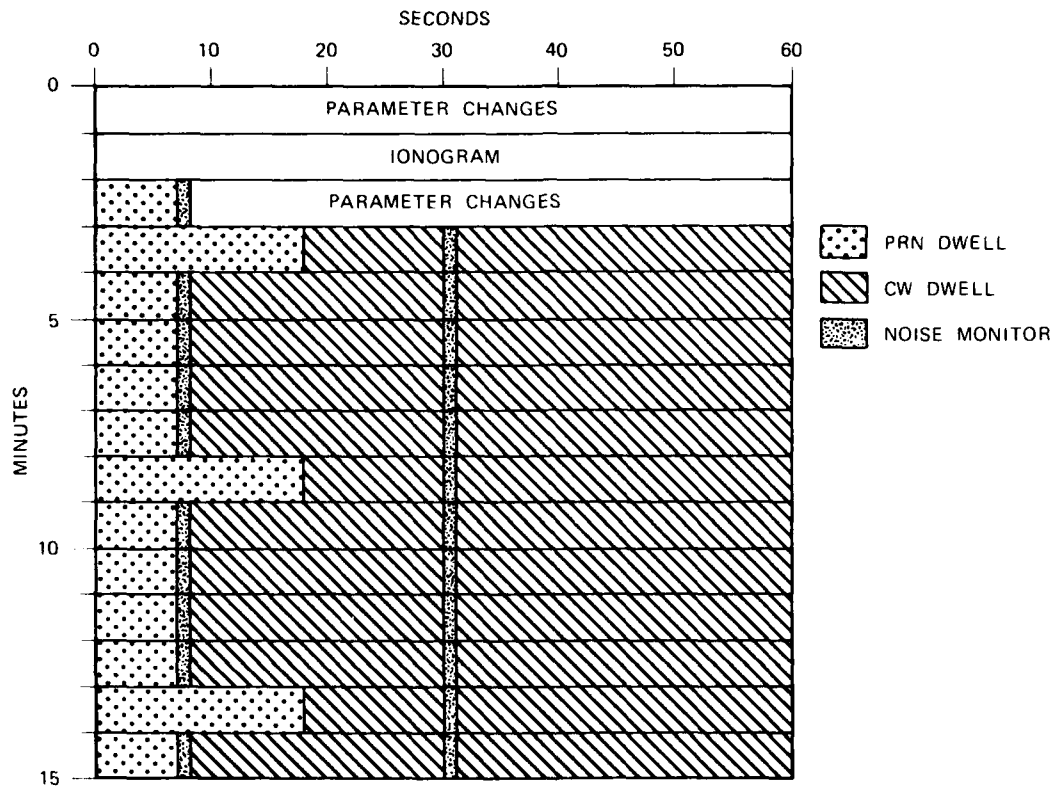 SECONDS
0 10 20 30 40 50 60
0
PARAMETER CHANGES
IONOGRAM
PARAMETER CHANGES
PRN DWELL
CW DWELL
5
NOISE MONITOR
MINUTES
10
15